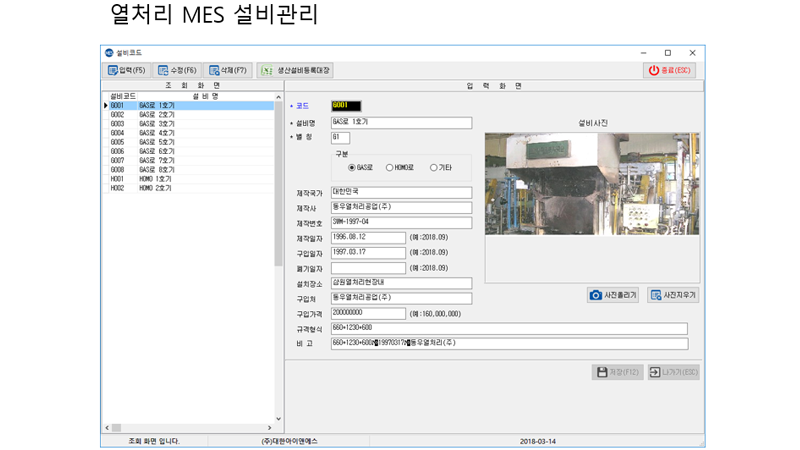 열처리 MES 설비관리
설비코드
입력(F5) 수정(F6) 삭제(F7) 생산설비등록대장 종료(ESC)
조 회 화 면
설비코드 설 비 명
G001 GAS로 1호기
G002 GAS로 2호기
G003 GAS로 3호기
G004 GAS로 4호기
G005 GAS로 5호기
G006 GAS로 6호기
G007 GAS로 7호기
G008 GAS로 8호기
H001 HOMO 1호기
H002 HOMO 2호기
입 력 화 면
* 코드 G001
* 설비명 GAS로 1호기
* 별 칭 G1
구분
GAS로 HOMO로 기타
제작국가 대한민국
제작사 동우열처리공업(주)
제작번호 SWM-1997-04
제작일자 1996.08.12 (예:2018.09)
구입일자 1997.03.17 (예:2018.09)
폐기일자 (예:2018.09)
설치장소 삼원열처리현장내
구입처 동우열처리공업(주)
구입가격 200000000 (예:160,000,000)
규격형식 660*1230*600
비 고 660*1230*600 19970317 동우열처리(주)
설비사진
사진올리기 사진지우기
저장(F12) 나가기(ESC)
조회 화면 입니다. (주)대한아이앤에스 2018-03-14